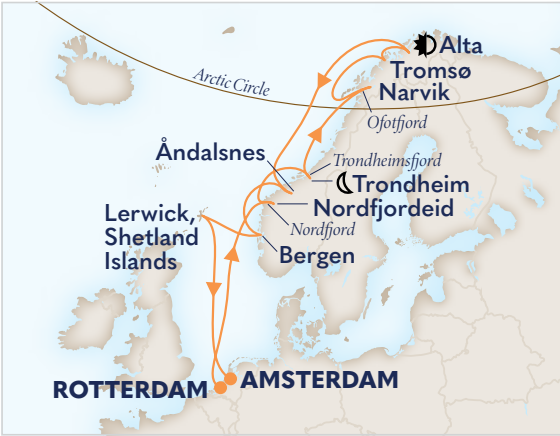 Alta
Tromsø
Narvik
Arctic Circle
Ofotfjord
Åndalsnes
Trondheimsfjord
Trondheim
Nordfjordeid
Lerwick,
Shetland
Islands
Nordfjord
Bergen
ROTTERDAM
AMSTERDAM